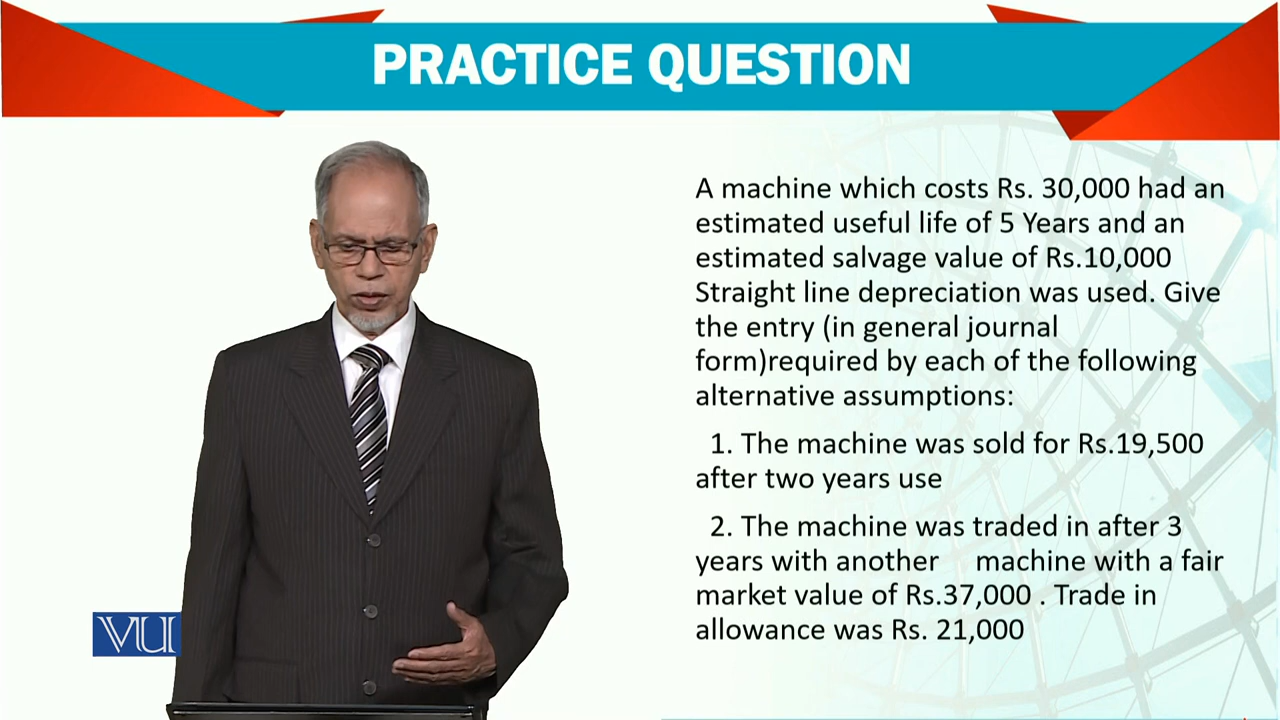 PRACTICE QUESTION
A machine which costs Rs. 30,000 had an
estimated useful life of 5 Years and an
estimated salvage value of Rs.10,000
Straight line depreciation was used. Give
the entry (in general journal
form)required by each of the following
alternative assumptions:
1. The machine was sold for Rs.19,500
after two years use
2. The machine was traded in after 3
years with another machine with a fair
market value of Rs.37,000 . Trade in
allowance was Rs. 21,000
VU